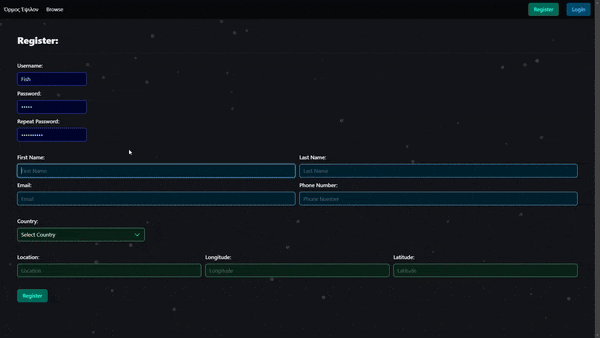 Όρμος Ύψιλον Browse Register Login
Register:
Username:
Fish
Password:
•••••
Repeat Password:
••••••••••
First Name: Last Name:
First Name Last Name
Email: Phone Number:
Email Phone Number
Country:
Select Country
Location: Longitude: Latitude:
Location Longitude Latitude
Register